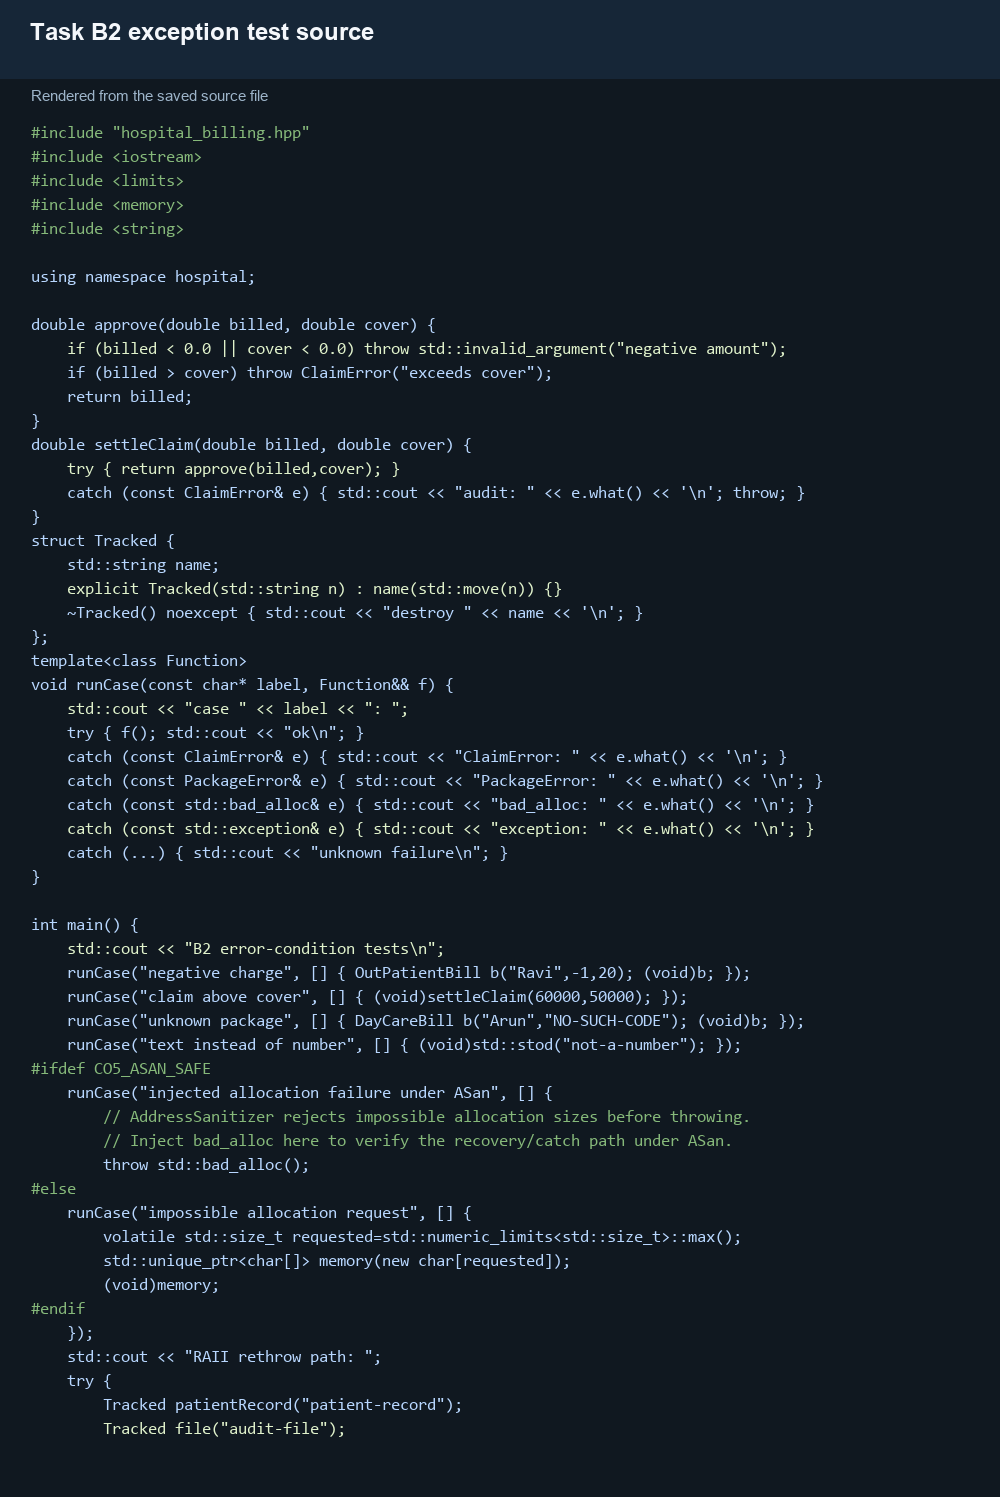 Task B2 exception test source
Rendered from the saved source file
#include "hospital_billing.hpp"
#include <iostream>
#include <limits>
#include <memory>
#include <string>

using namespace hospital;

double approve(double billed, double cover) {
    if (billed < 0.0 || cover < 0.0) throw std::invalid_argument("negative amount");
    if (billed > cover) throw ClaimError("exceeds cover");
    return billed;
}
double settleClaim(double billed, double cover) {
    try { return approve(billed,cover); }
    catch (const ClaimError& e) { std::cout << "audit: " << e.what() << '\n'; throw; }
}
struct Tracked {
    std::string name;
    explicit Tracked(std::string n) : name(std::move(n)) {}
    ~Tracked() noexcept { std::cout << "destroy " << name << '\n'; }
};
template<class Function>
void runCase(const char* label, Function&& f) {
    std::cout << "case " << label << ": ";
    try { f(); std::cout << "ok\n"; }
    catch (const ClaimError& e) { std::cout << "ClaimError: " << e.what() << '\n'; }
    catch (const PackageError& e) { std::cout << "PackageError: " << e.what() << '\n'; }
    catch (const std::bad_alloc& e) { std::cout << "bad_alloc: " << e.what() << '\n'; }
    catch (const std::exception& e) { std::cout << "exception: " << e.what() << '\n'; }
    catch (...) { std::cout << "unknown failure\n"; }
}

int main() {
    std::cout << "B2 error-condition tests\n";
    runCase("negative charge", [] { OutPatientBill b("Ravi",-1,20); (void)b; });
    runCase("claim above cover", [] { (void)settleClaim(60000,50000); });
    runCase("unknown package", [] { DayCareBill b("Arun","NO-SUCH-CODE"); (void)b; });
    runCase("text instead of number", [] { (void)std::stod("not-a-number"); });
#ifdef CO5_ASAN_SAFE
    runCase("injected allocation failure under ASan", [] {
        // AddressSanitizer rejects impossible allocation sizes before throwing.
        // Inject bad_alloc here to verify the recovery/catch path under ASan.
        throw std::bad_alloc();
#else
    runCase("impossible allocation request", [] {
        volatile std::size_t requested=std::numeric_limits<std::size_t>::max();
        std::unique_ptr<char[]> memory(new char[requested]);
        (void)memory;
#endif
    });
    std::cout << "RAII rethrow path: ";
    try {
        Tracked patientRecord("patient-record");
        Tracked file("audit-file");